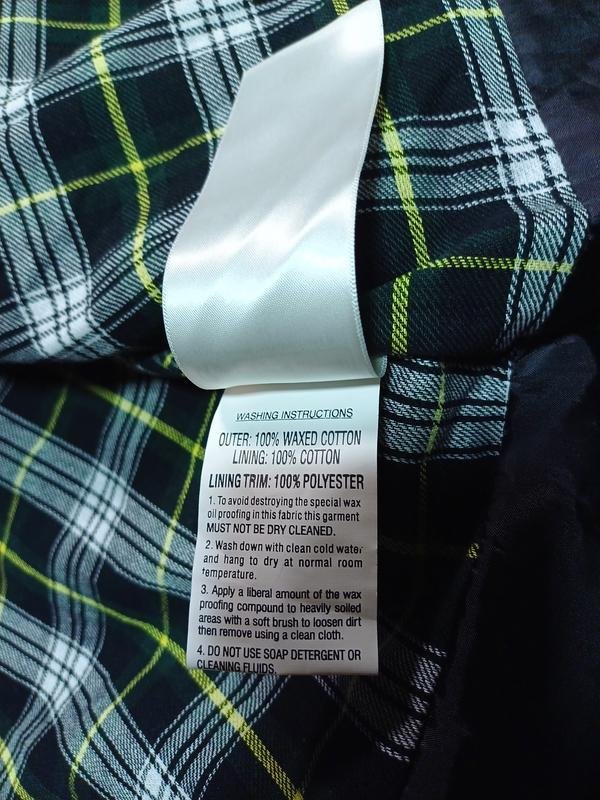 WASHING INSTRUCTIONS
OUTER: 100% WAXED COTTON
LINING: 100% COTTON
LINING TRIM: 100% POLYESTER
1. To avoid destroying the special wax
oil proofing in this fabric this garment
MUST NOT BE DRY CLEANED.
2. Wash down with clean cold water
and hang to dry at normal room
temperature.
3. Apply a liberal amount of the wax
proofing compound to heavily soiled
areas with a soft brush to loosen dirt
then remove using a clean cloth.
4. DO NOT USE SOAP DETERGENT OR
CLEANING FLUIDS.